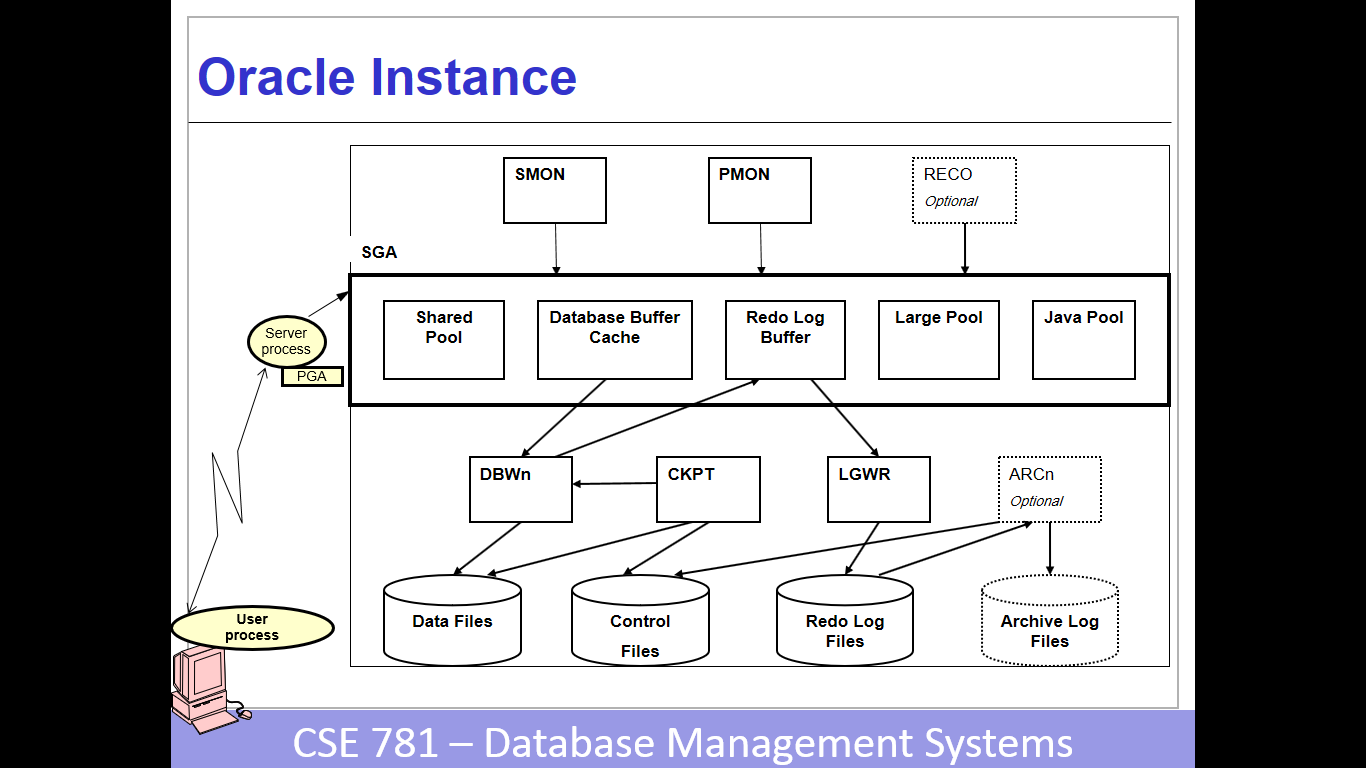 Oracle Instance
SMON
PMON
RECO
Optional
SGA
Shared
Pool
Database Buffer
Cache
Redo Log
Buffer
Large Pool
Java Pool
Server
process
PGA
DBWn
CKPT
LGWR
ARCn
Optional
User
process
Data Files
Control
Files
Redo Log
Files
Archive Log
Files
CSE 781 – Database Management Systems